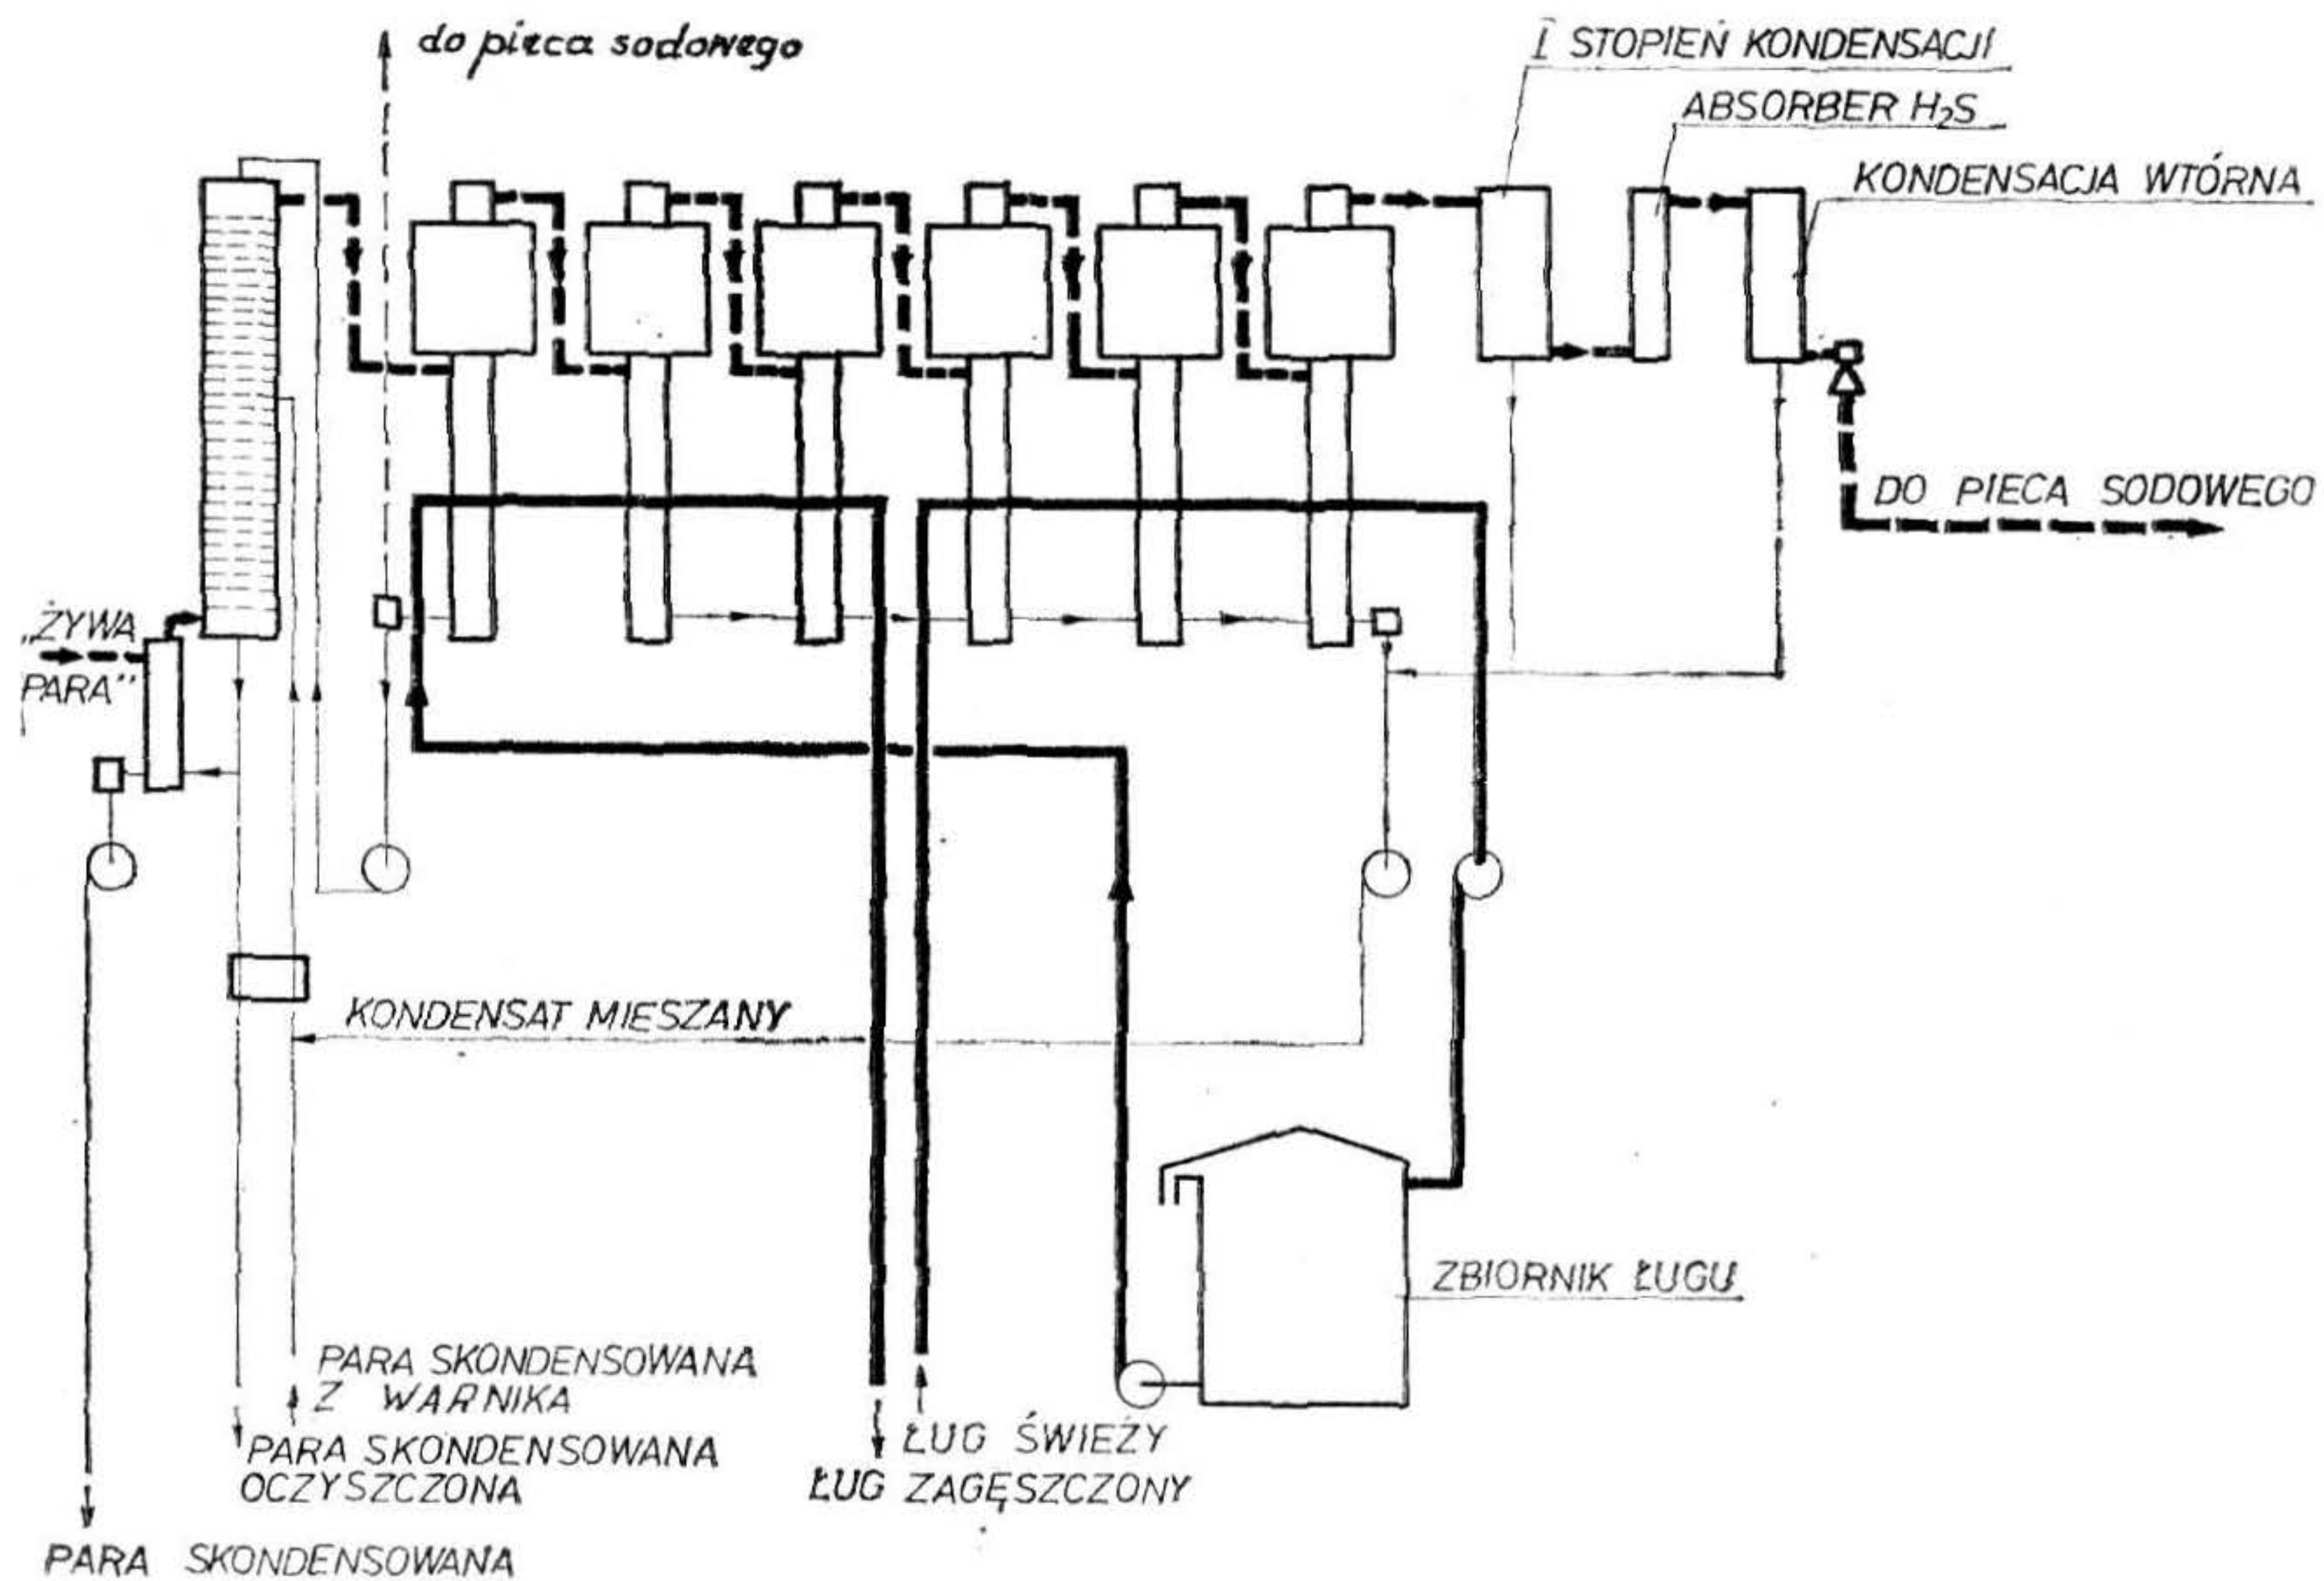 do pieca sodowego
I STOPIEŃ KONDENSACJI
ABSORBER H₂S
KONDENSACJA WTÓRNA
DO PIECA SODOWEGO
„ŻYWA
PARA”
KONDENSAT MIESZANY
ZBIORNIK ŁUGU
PARA SKONDENSOWANA
Z WARNIKA
PARA SKONDENSOWANA
OCZYSZCZONA
ŁUG ŚWIEŻY
ŁUG ZAGĘSZCZONY
PARA SKONDENSOWANA